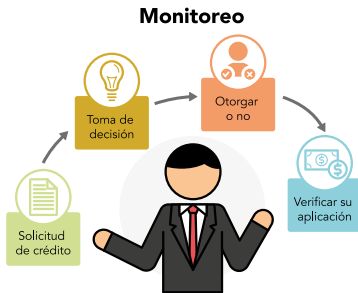 Monitoreo
Solicitud
de crédito
Toma de
decisión
Otorgar
o no
Verificar su
aplicación